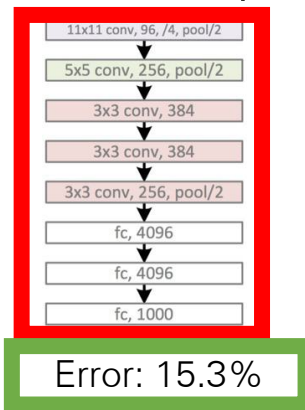 11x11 conv, 96, /4, pool/2
5x5 conv, 256, pool/2
3x3 conv, 384
3x3 conv, 384
3x3 conv, 256, pool/2
fc, 4096
fc, 4096
fc, 1000
Error: 15.3%